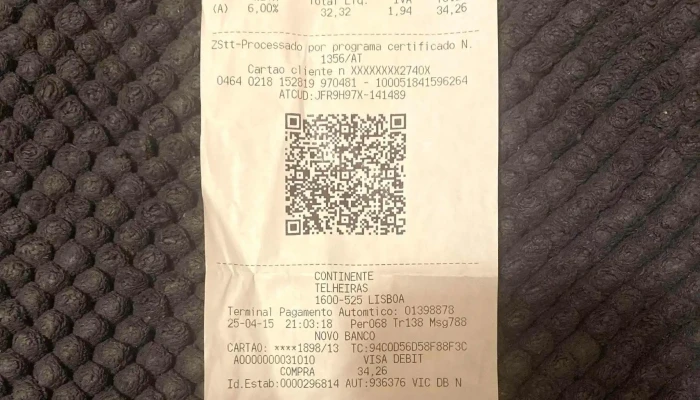 Total Liq. IVA
(A) 6,00% 32,32 1,94 34,26
ZStt-Processado por programa certificado N.
1356/AT
Cartao cliente n XXXXXXXX2740X
0464 0218 152819 970481 - 100051841596264
ATCUD:JFR9H97X-141489
CONTINENTE
TELHEIRAS
1600-525 LISBOA
Terminal Pagamento Automtico: 01398878
25-04-15 21:03:18 Per068 Tr138 Msg788
NOVO BANCO
CARTAO: ****1898/13 TC:94C0D56D58F88F3C
A0000000031010 VISA DEBIT
COMPRA 34,26
Id.Estab:0000296814 AUT:936376 VIC DB N